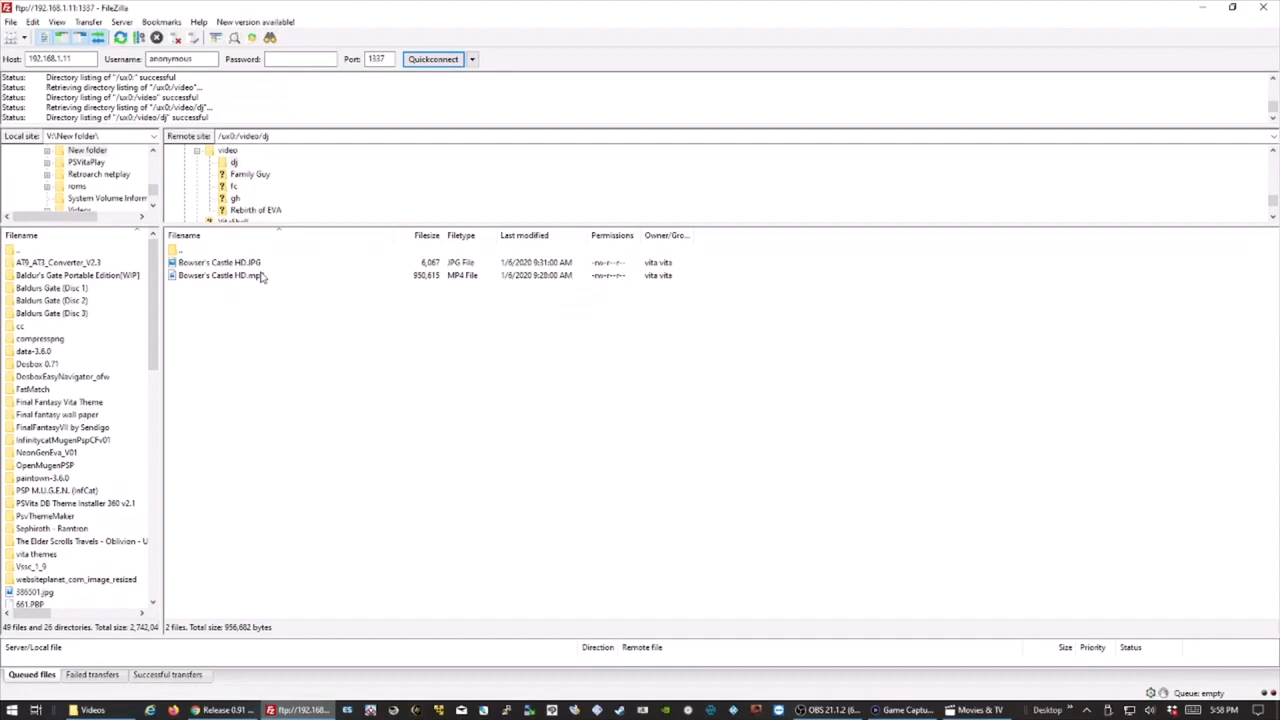 ftp://192.168.1.11:1337 - FileZilla
File Edit View Transfer Server Bookmarks Help New version available!
Host: 192.168.1.11 Username: anonymous Password: Port: 1337 Quickconnect
Status: Directory listing of "/ux0:" successful
Status: Retrieving directory listing of "/ux0:/video"...
Status: Directory listing of "/ux0:/video" successful
Status: Retrieving directory listing of "/ux0:/video/dj"...
Status: Directory listing of "/ux0:/video/dj" successful
Local site: V:\New folder\ Remote site: /ux0:/video/dj
New folder
PSVitaPlay
Retroarch netplay
roms
System Volume Inform
Videos
video
dj
Family Guy
fc
gh
Rebirth of EVA
VitaShell
Filename
..
AT9_AT3_Converter_V2.3
Baldur's Gate Portable Edition[WIP]
Baldurs Gate (Disc 1)
Baldurs Gate (Disc 2)
Baldurs Gate (Disc 3)
cc
compresspng
data-3.6.0
Dosbox 0.71
DosboxEasyNavigator_ofw
FatMatch
Final Fantasy Vita Theme
Final fantasy wall paper
FinalFantasyVII by Sendigo
InfinitycatMugenPspCFv01
NeonGenEva_V01
OpenMugenPSP
paintown-3.6.0
PSP M.U.G.E.N. (InfCat)
PSVita DB Theme Installer 360 v2.1
PsvThemeMaker
Sephiroth - Ramtron
The Elder Scrolls Travels - Oblivion - U
vita themes
Vssc_1_9
websiteplanet_com_image_resized
386501.jpg
661.PBP
49 files and 26 directories. Total size: 2,742,04
Filename Filesize Filetype Last modified Permissions Owner/Gro...
..
Bowser's Castle HD.JPG 6,067 JPG File 1/6/2020 9:31:00 AM -rw-r--r-- vita vita
Bowser's Castle HD.mp 950,615 MP4 File 1/6/2020 9:28:00 AM -rw-r--r-- vita vita
2 files. Total size: 956,682 bytes
Server/Local file Direction Remote file Size Priority Status
Queued files Failed transfers Successful transfers
Queue: empty
Videos Release 0.91 ... ftp://192.168... OBS 21.1.2 (6... Game Captu... Movies & TV Desktop 5:58 PM